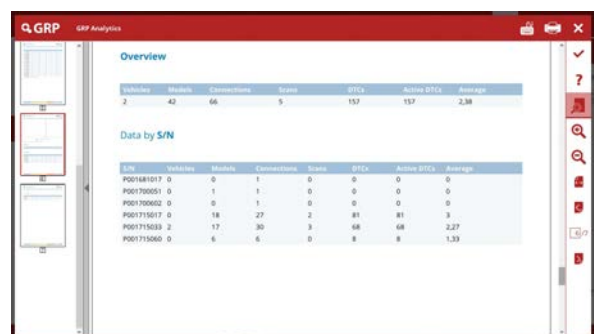 GRP GRP Analytics
Overview
Vehicles Models Connections Scans DTCs Active DTCs Average
2 42 66 5 157 157 2,38
Data by S/N
S/N Vehicles Models Connections Scans DTCs Active DTCs Average
P001681017 0 0 1 0 0 0 0
P001700051 0 1 1 0 0 0 0
P001700602 0 0 1 0 0 0 0
P001715017 0 18 27 2 81 81 3
P001715033 2 17 30 3 68 68 2,27
P001715060 0 6 6 0 8 8 1,33